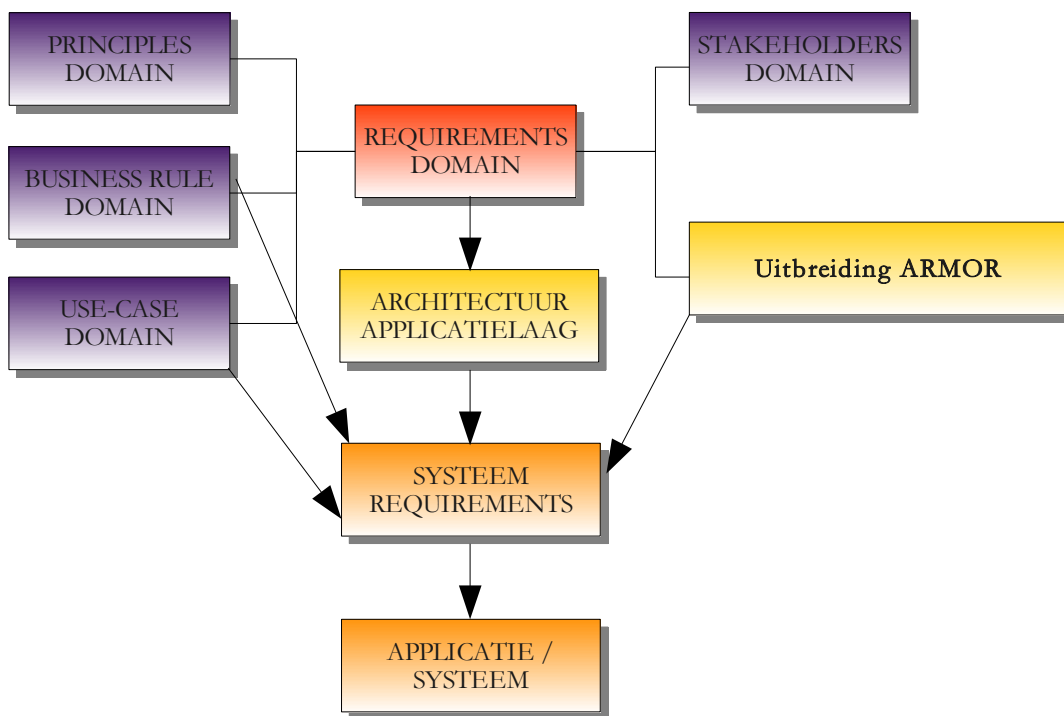 PRINCIPLES
DOMAIN
STAKEHOLDERS
DOMAIN
REQUIREMENTS
DOMAIN
BUSINESS RULE
DOMAIN
Uitbreiding ARMOR
USE-CASE
DOMAIN
ARCHITECTUUR
APPLICATIELAAG
SYSTEEM
REQUIREMENTS
APPLICATIE /
SYSTEEM